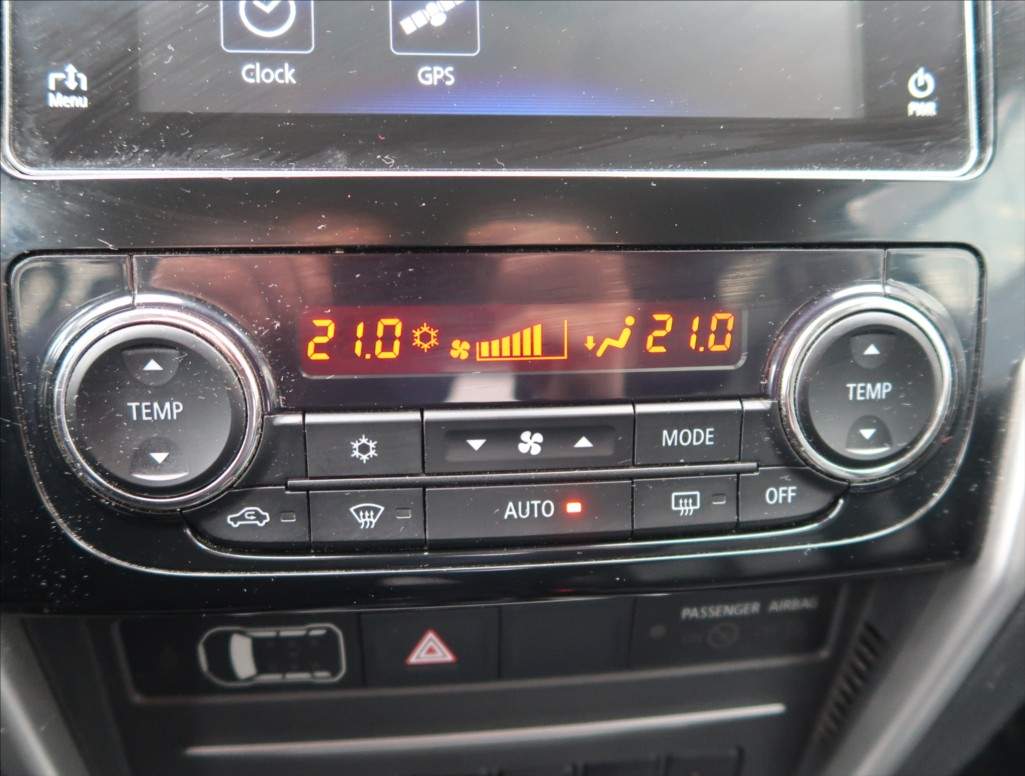 Clock
GPS
Menu
PWR
21.0
21.0
TEMP
TEMP
MODE
AUTO
OFF
PASSENGER AIRBAG